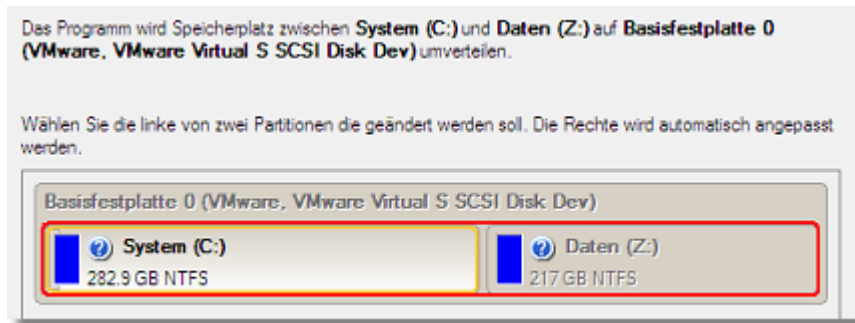 Das Programm wird Speicherplatz zwischen System (C:) und Daten (Z:) auf Basisfestplatte 0
(VMware, VMware Virtual S SCSI Disk Dev) umverteilen.
Wählen Sie die linke von zwei Partitionen die geändert werden soll. Die Rechte wird automatisch angepasst
werden.
Basisfestplatte 0 (VMware, VMware Virtual S SCSI Disk Dev)
System (C:)
282.9 GB NTFS
Daten (Z:)
217 GB NTFS